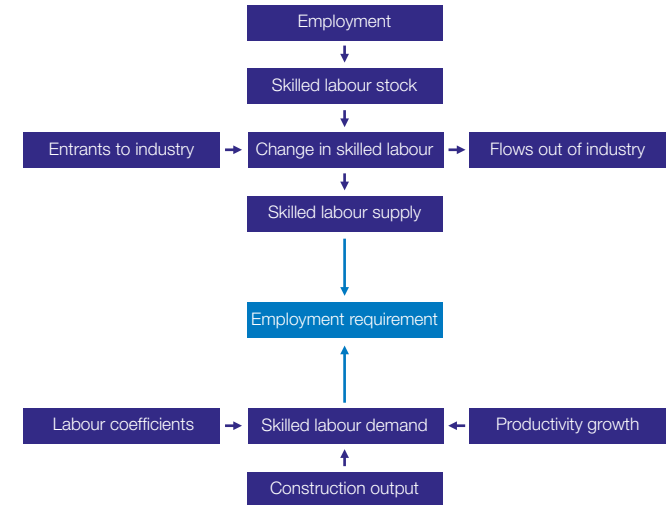 Employment
Skilled labour stock
Entrants to industry
Change in skilled labour
Flows out of industry
Skilled labour supply
Employment requirement
Labour coefficients
Skilled labour demand
Productivity growth
Construction output